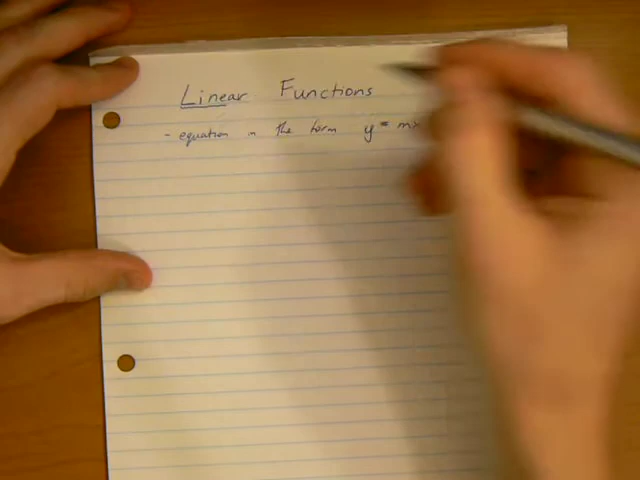 Linear Functions
- equation in the form y = mx